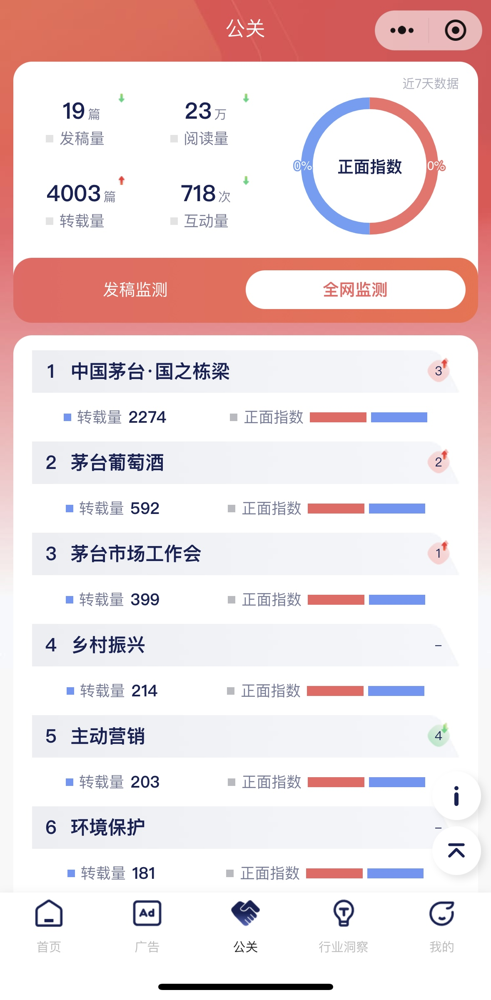 公关
近7天数据
19篇
发稿量
23万
阅读量
4003篇
转载量
718次
互动量
0%
正面指数
0%
发稿监测
全网监测
1 中国茅台·国之栋梁 3
转载量 2274 正面指数
2 茅台葡萄酒 2
转载量 592 正面指数
3 茅台市场工作会 1
转载量 399 正面指数
4 乡村振兴 –
转载量 214 正面指数
5 主动营销 4
转载量 203 正面指数
6 环境保护 –
转载量 181 正面指数
Ad
首页 广告 公关 行业洞察 我的